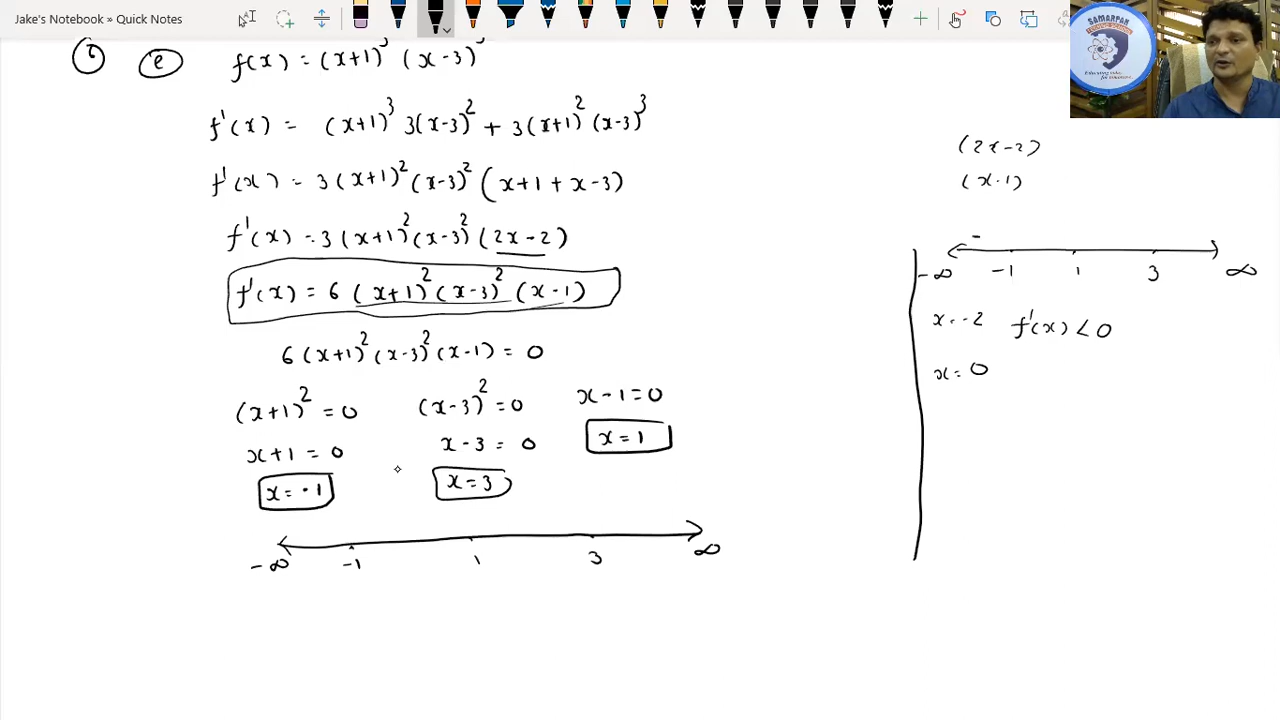 Jake's Notebook » Quick Notes
SAMARPAN
6 e f(x) = (x+1)³ (x-3)³
f'(x) = (x+1)³ 3(x-3)² + 3(x+1)² (x-3)³
f'(x) = 3(x+1)² (x-3)² (x+1 + x-3)
f'(x) = 3(x+1)² (x-3)² (2x-2)
f'(x) = 6 (x+1)² (x-3)² (x-1)
6(x+1)² (x-3)² (x-1) = 0
(x+1)² = 0 (x-3)² = 0 x-1 = 0
x+1 = 0 x-3 = 0 x = 1
x = -1 x = 3
-∞ -1 1 3 ∞
(2x-2)
(x-1)
-
-∞ -1 1 3 ∞
x = -2 f'(x) < 0
x = 0